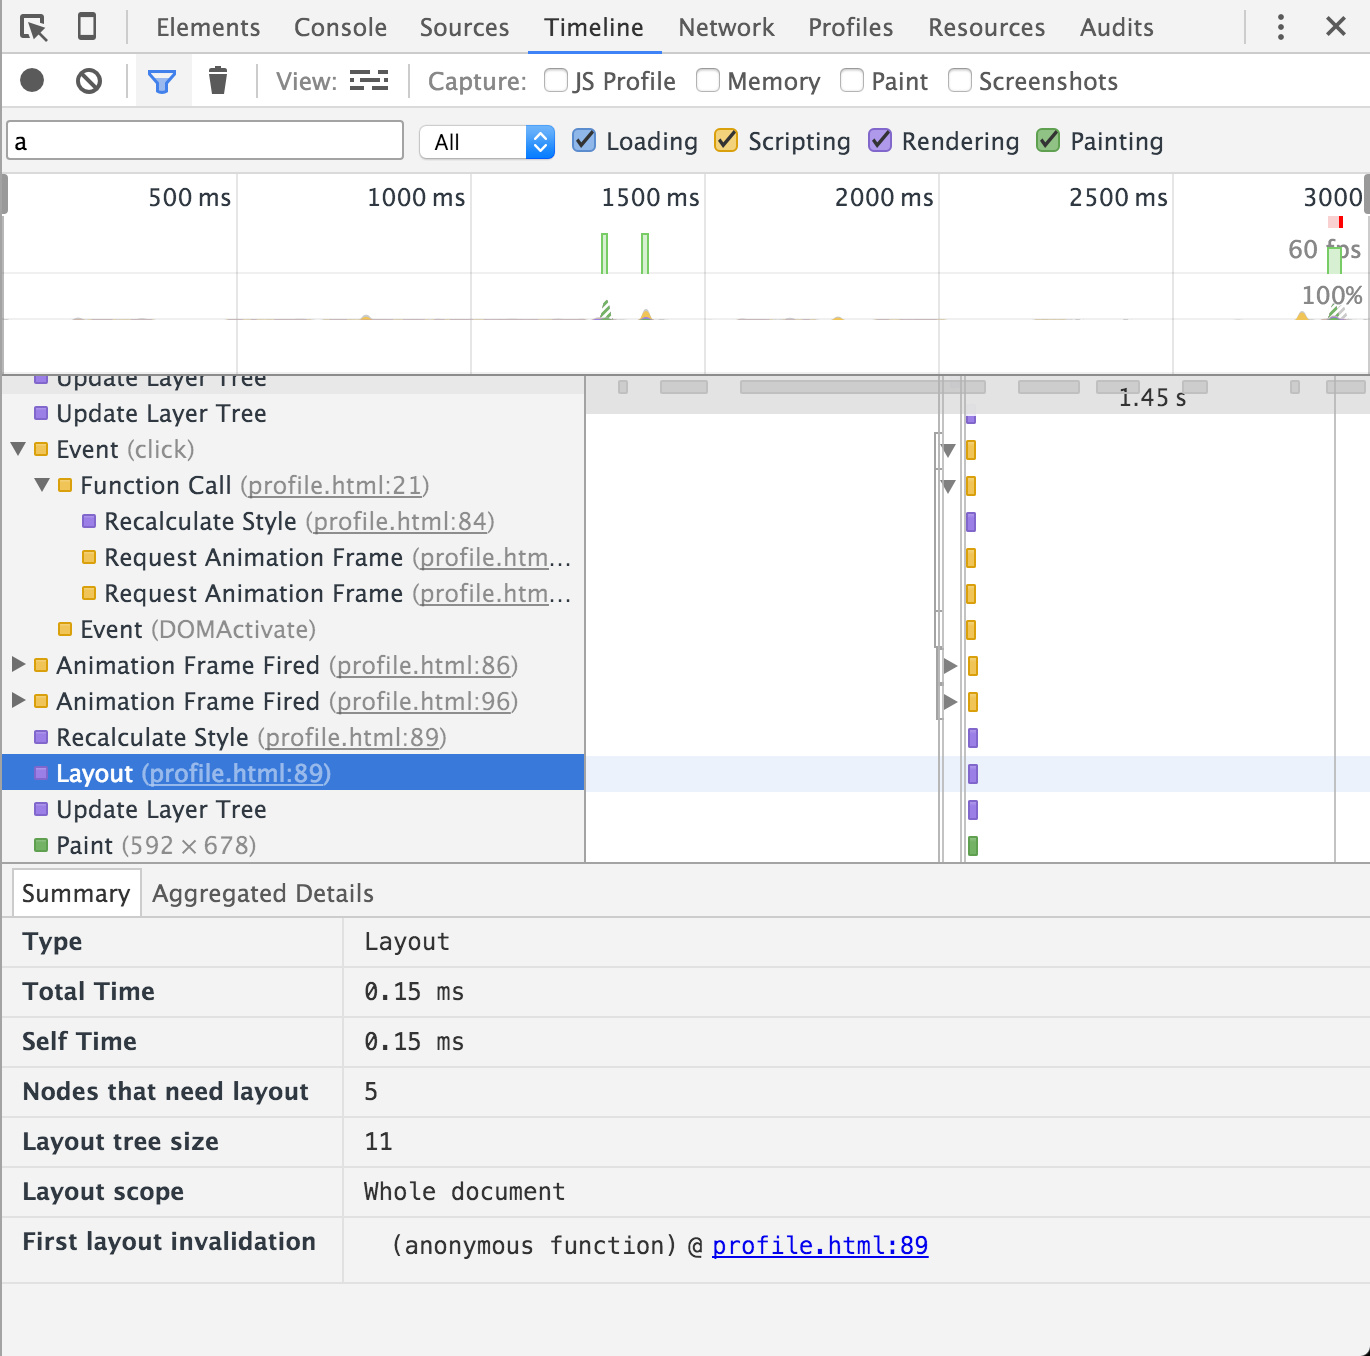 Elements Console Sources Timeline Network Profiles Resources Audits
View: Capture: JS Profile Memory Paint Screenshots
a All Loading Scripting Rendering Painting
500 ms 1000 ms 1500 ms 2000 ms 2500 ms 3000
60 fps
100%
Update Layer Tree
1.45 s
Update Layer Tree
Event (click)
Function Call (profile.html:21)
Recalculate Style (profile.html:84)
Request Animation Frame (profile.htm...
Request Animation Frame (profile.htm...
Event (DOMActivate)
Animation Frame Fired (profile.html:86)
Animation Frame Fired (profile.html:96)
Recalculate Style (profile.html:89)
Layout (profile.html:89)
Update Layer Tree
Paint (592 × 678)
Summary Aggregated Details
Type Layout
Total Time 0.15 ms
Self Time 0.15 ms
Nodes that need layout 5
Layout tree size 11
Layout scope Whole document
First layout invalidation (anonymous function) @ profile.html:89